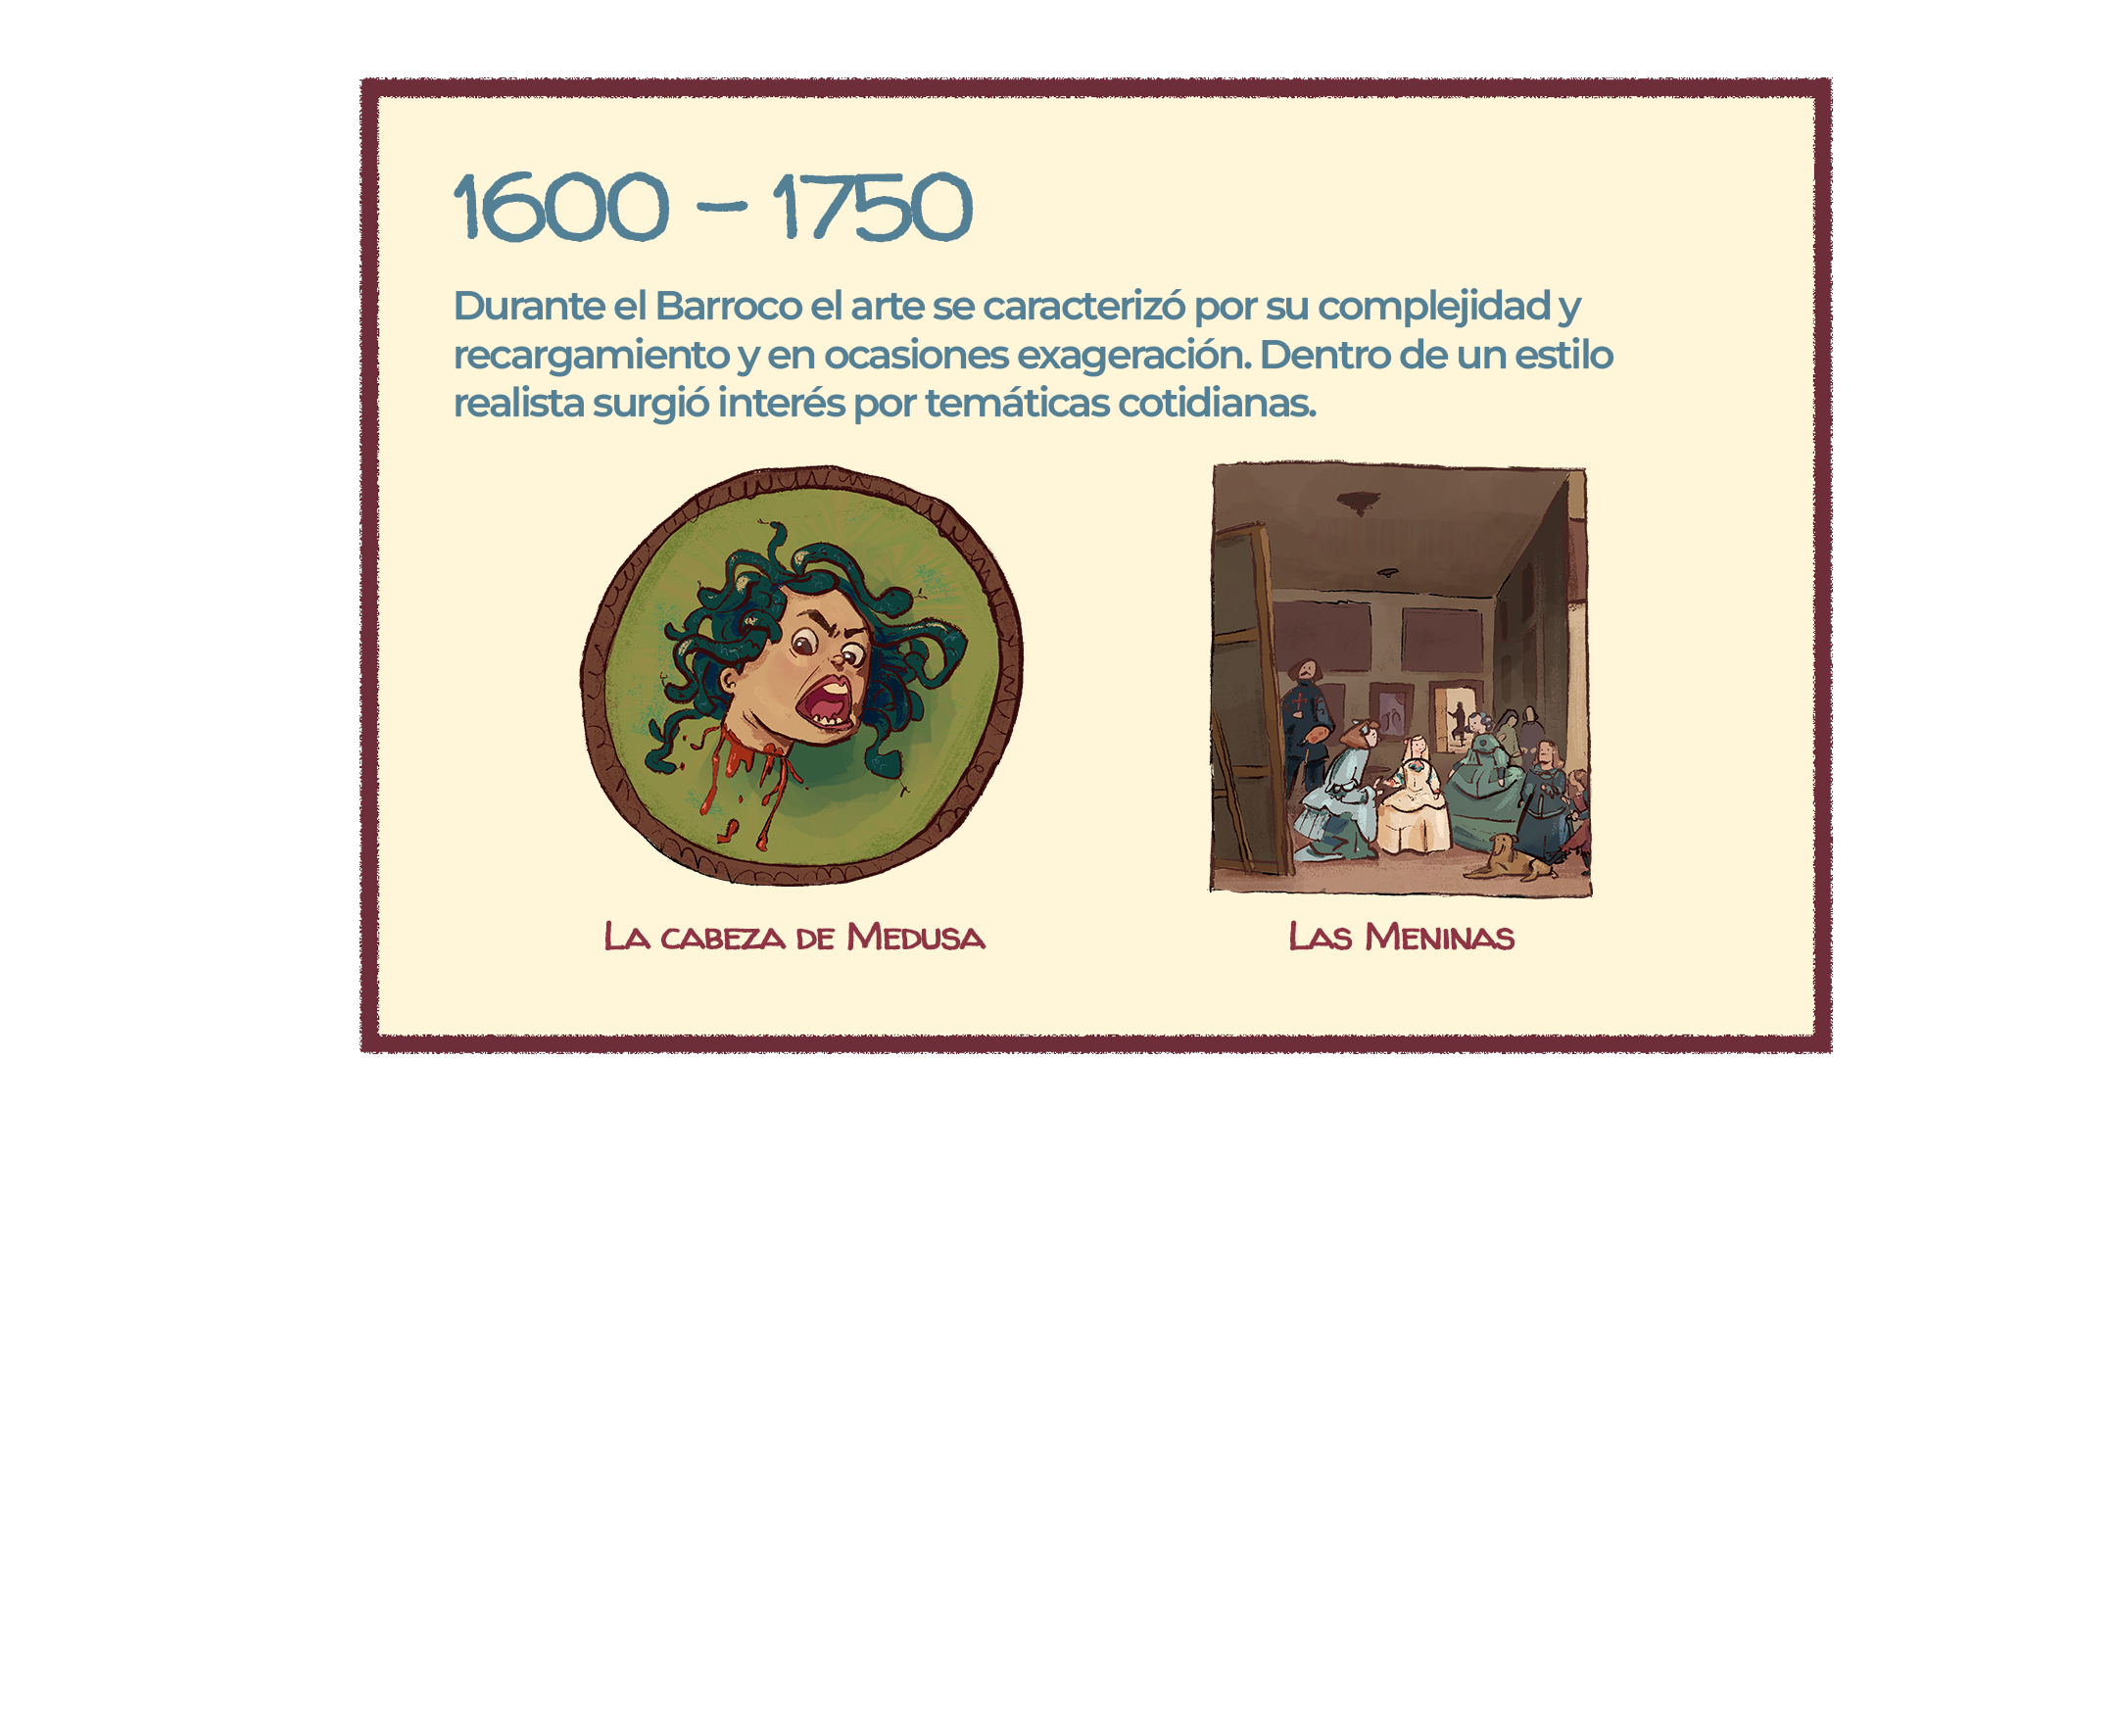 1600 - 1750
Durante el Barroco el arte se caracterizó por su complejidad y
recargamiento y en ocasiones exageración. Dentro de un estilo
realista surgió interés por temáticas cotidianas.
La cabeza de Medusa
Las Meninas